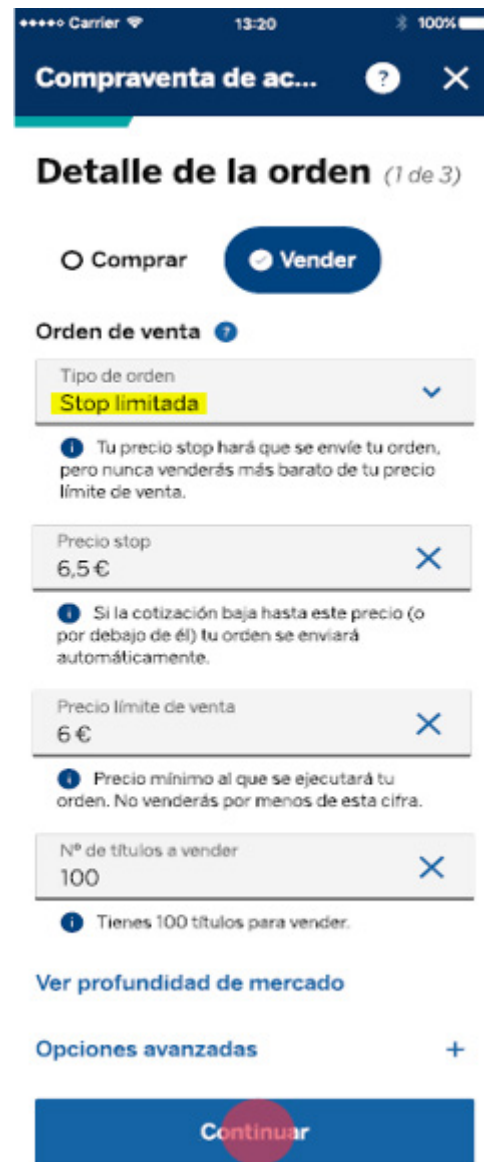 Carrier 13:20 100%
Compraventa de ac... ?
Detalle de la orden (1 de 3)
Comprar Vender
Orden de venta ?
Tipo de orden
Stop limitada
Tu precio stop hará que se envíe tu orden,
pero nunca venderás más barato de tu precio
límite de venta.
Precio stop
6,5 €
Si la cotización baja hasta este precio (o
por debajo de él) tu orden se enviará
automáticamente.
Precio límite de venta
6 €
Precio mínimo al que se ejecutará tu
orden. No venderás por menos de esta cifra.
Nº de títulos a vender
100
Tienes 100 títulos para vender.
Ver profundidad de mercado
Opciones avanzadas +
Continuar